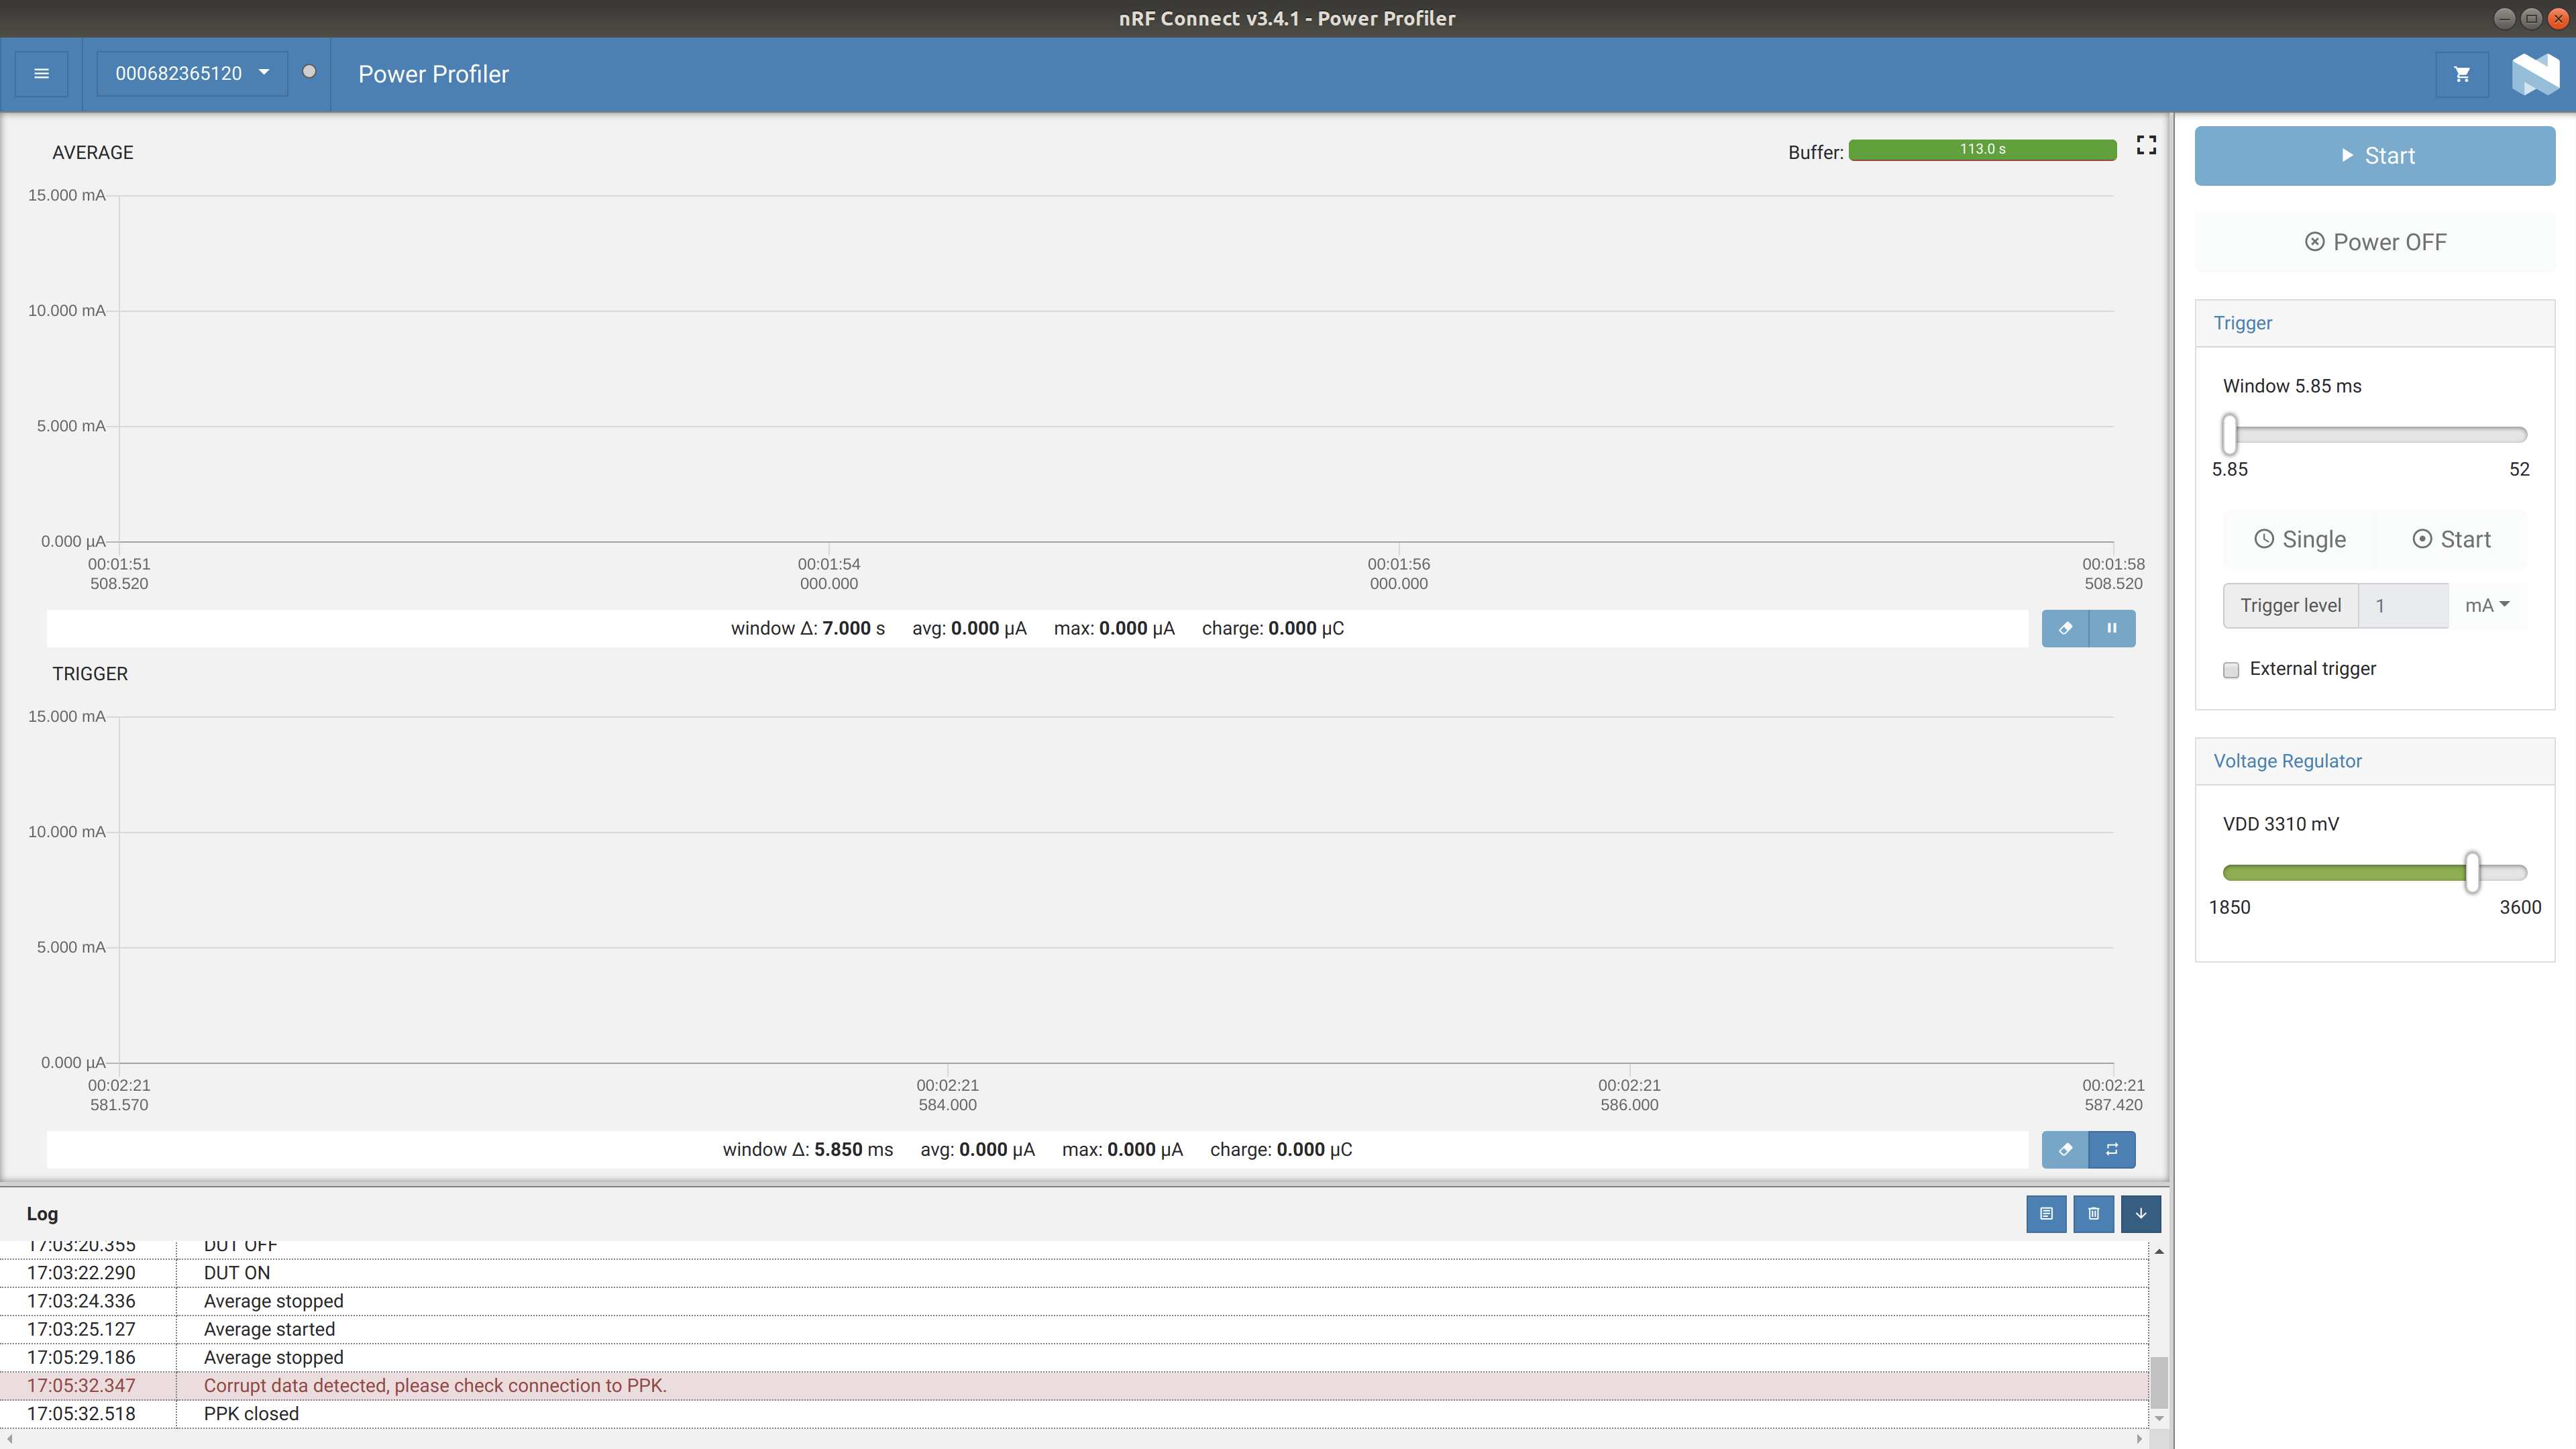 nRF Connect v3.4.1 - Power Profiler
000682365120
Power Profiler
AVERAGE
Buffer: 113.0 s
15.000 mA
10.000 mA
5.000 mA
0.000 µA
00:01:51 00:01:54 00:01:56 00:01:58
508.520 000.000 000.000 508.520
window Δ: 7.000 s avg: 0.000 µA max: 0.000 µA charge: 0.000 µC
TRIGGER
15.000 mA
10.000 mA
5.000 mA
0.000 µA
00:02:21 00:02:21 00:02:21 00:02:21
581.570 584.000 586.000 587.420
window Δ: 5.850 ms avg: 0.000 µA max: 0.000 µA charge: 0.000 µC
Start
Power OFF
Trigger
Window 5.85 ms
5.85 52
Single Start
Trigger level 1 mA
External trigger
Voltage Regulator
VDD 3310 mV
1850 3600
Log
17:03:20.355 DUT OFF
17:03:22.290 DUT ON
17:03:24.336 Average stopped
17:03:25.127 Average started
17:05:29.186 Average stopped
17:05:32.347 Corrupt data detected, please check connection to PPK.
17:05:32.518 PPK closed